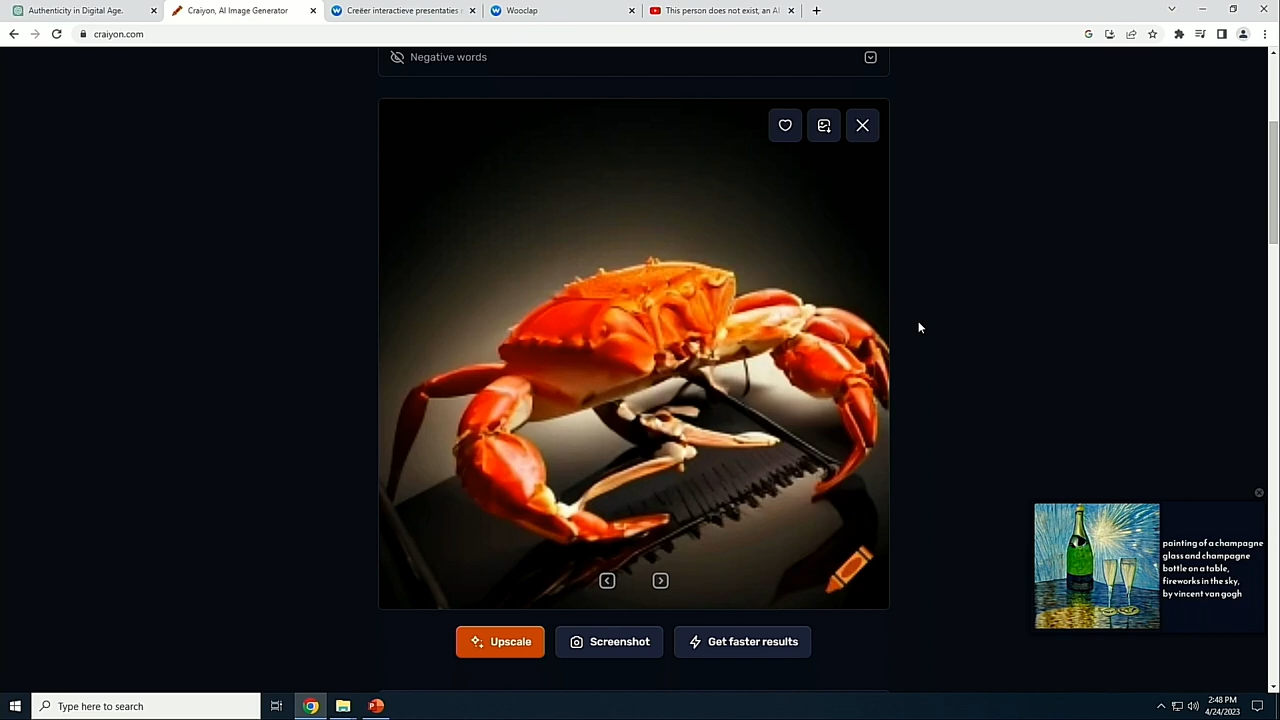 Authenticity in Digital Age.
Craiyon, AI Image Generator
Creëer interactieve presentaties
Wooclap
This person does not exist, an AI
craiyon.com
Negative words
painting of a champagne
glass and champagne
bottle on a table,
fireworks in the sky,
by vincent van gogh
Upscale
Screenshot
Get faster results
Type here to search
2:48 PM
4/24/2023